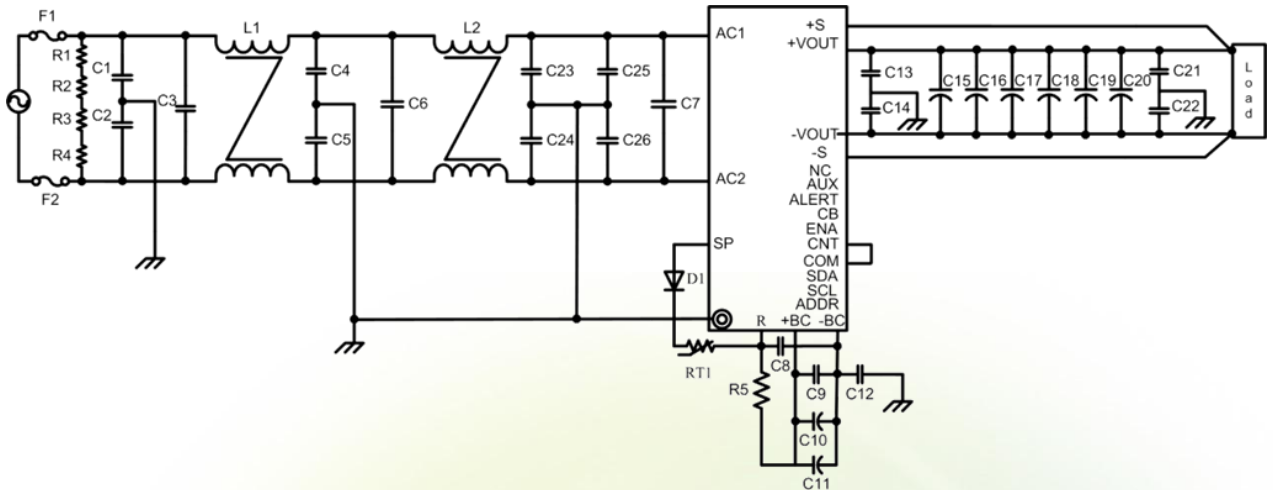 F1
L1
L2
AC1
+S
+VOUT
R1
R2
R3
R4
C1
C2
C3
C4
C5
C6
C23
C25
C24
C26
C7
C13
C14
C15
C16
C17
C18
C19
C20
C21
C22
Load
F2
AC2
-VOUT
-S
NC
AUX
ALERT
CB
ENA
CNT
COM
SDA
SCL
ADDR
SP
D1
R
+BC
-BC
RT1
C8
R5
C9
C12
C10
C11